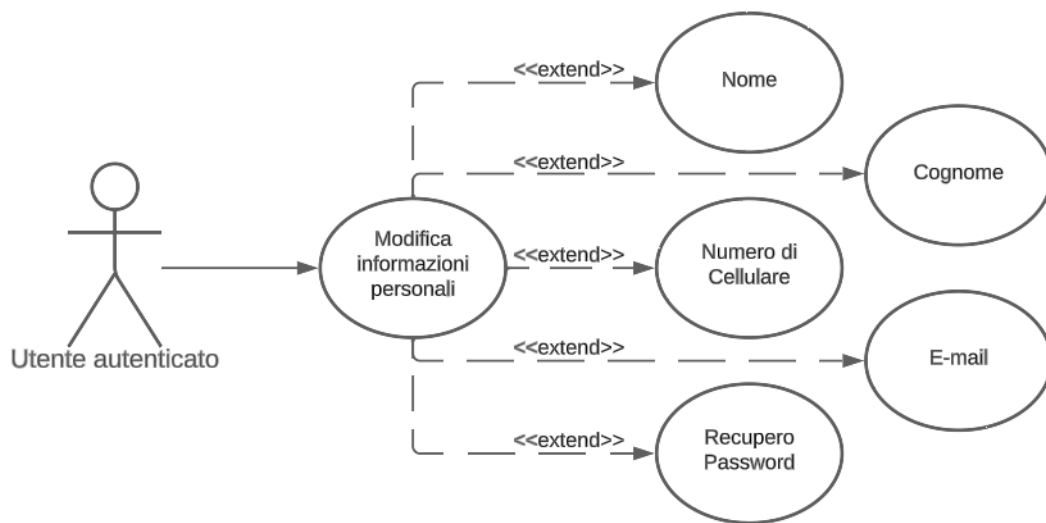 <<extend>>
Nome
<<extend>>
Cognome
Modifica
informazioni
personali
<<extend>>
Numero di
Cellulare
Utente autenticato
<<extend>>
E-mail
<<extend>>
Recupero
Password